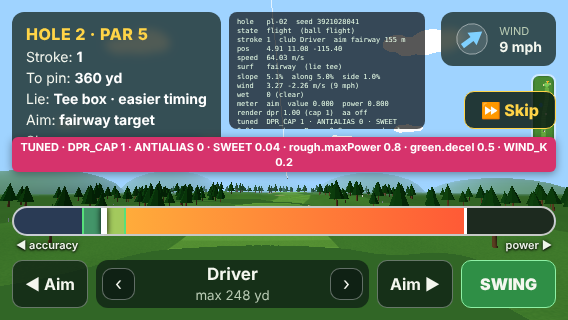 HOLE 2 · PAR 5
Stroke: 1
To pin: 360 yd
Lie: Tee box · easier timing
Aim: fairway target
hole pl-02 seed 3921028041
state flight (ball flight)
stroke 1 club Driver aim fairway 155 m
pos 4.91 11.08 -115.40
speed 64.03 m/s
surf fairway (lie tee)
slope 5.1% along 5.0% side 1.0%
wind 3.27 -2.26 m/s (9 mph)
wet 0 (clear)
meter aim value 0.000 power 0.800
render dpr 1.00 (cap 1) aa off
tuned DPR_CAP 1 · ANTIALIAS 0 · SWEET
WIND
9 mph
⏩ Skip
TUNED · DPR_CAP 1 · ANTIALIAS 0 · SWEET 0.04 · rough.maxPower 0.8 · green.decel 0.5 · WIND_K
0.2
◀ accuracy
power ▶
◀ Aim
‹
Driver
max 248 yd
›
Aim ▶
SWING